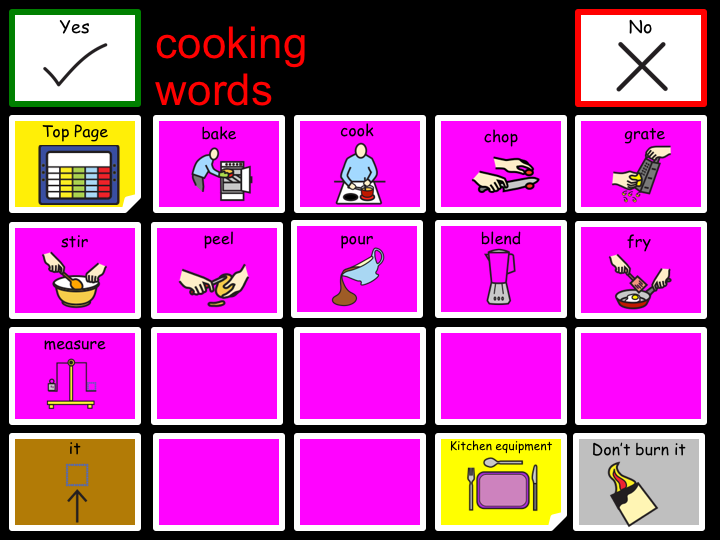 Yes
cooking
words
No
Top Page
bake
cook
chop
grate
stir
peel
pour
blend
fry
measure
it
Kitchen equipment
Don't burn it